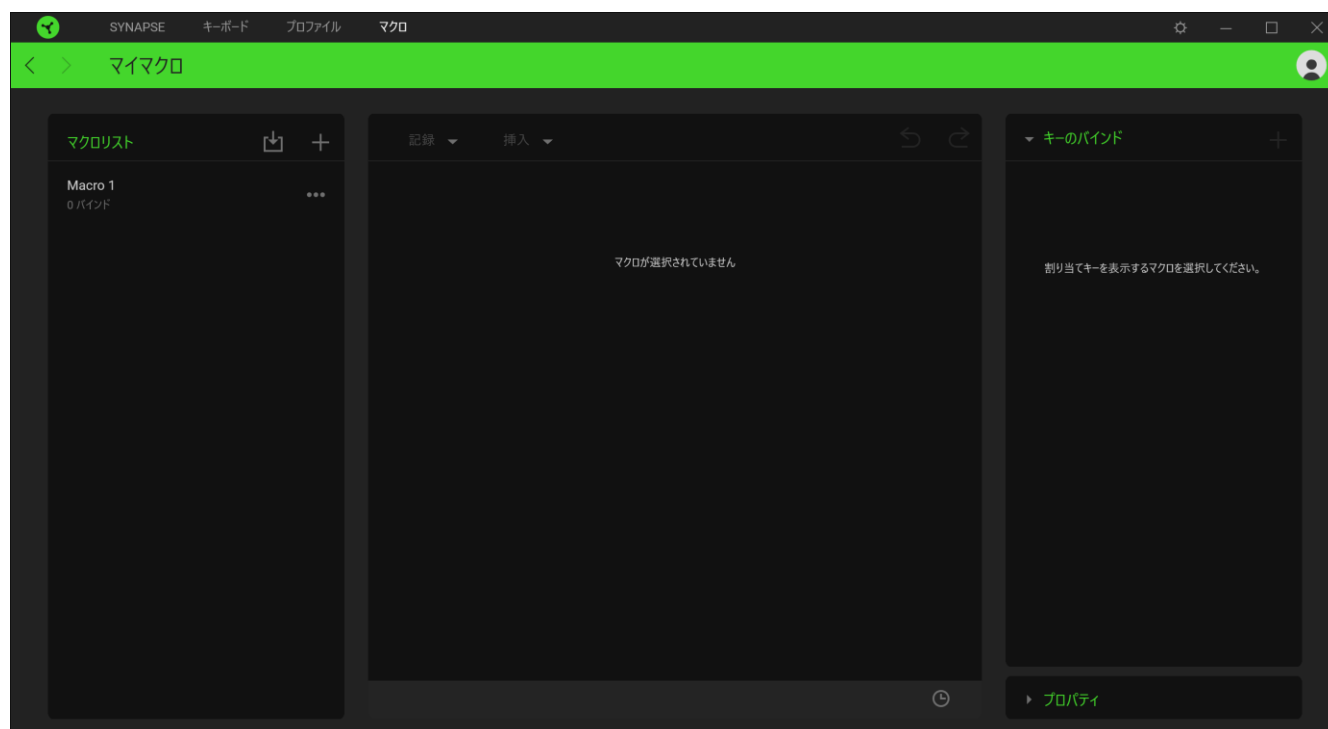 SYNAPSE キーボード プロファイル マクロ
マイマクロ
マクロリスト
Macro 1
0 バインド
記録 挿入
マクロが選択されていません
キーのバインド
割り当てキーを表示するマクロを選択してください。
プロパティ